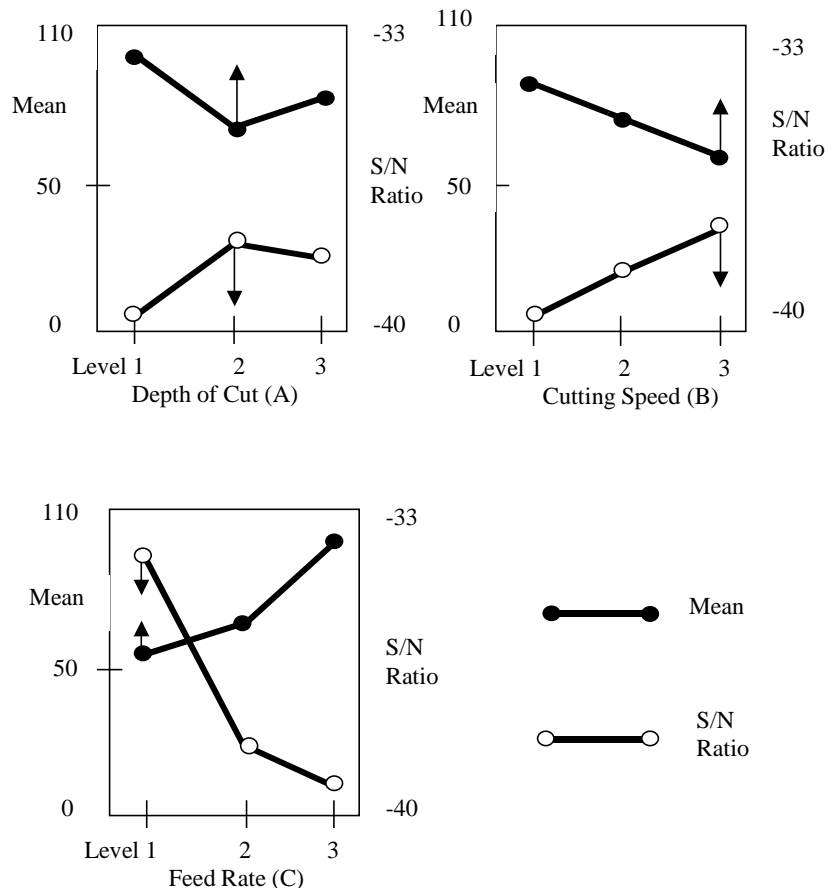 110
-33
Mean
S/N
Ratio
50
0
-40
Level 1
2
3
Depth of Cut (A)
110
-33
Mean
S/N
Ratio
50
0
-40
Level 1
2
3
Cutting Speed (B)
110
-33
Mean
S/N
Ratio
50
0
-40
Level 1
2
3
Feed Rate (C)
Mean
S/N
Ratio